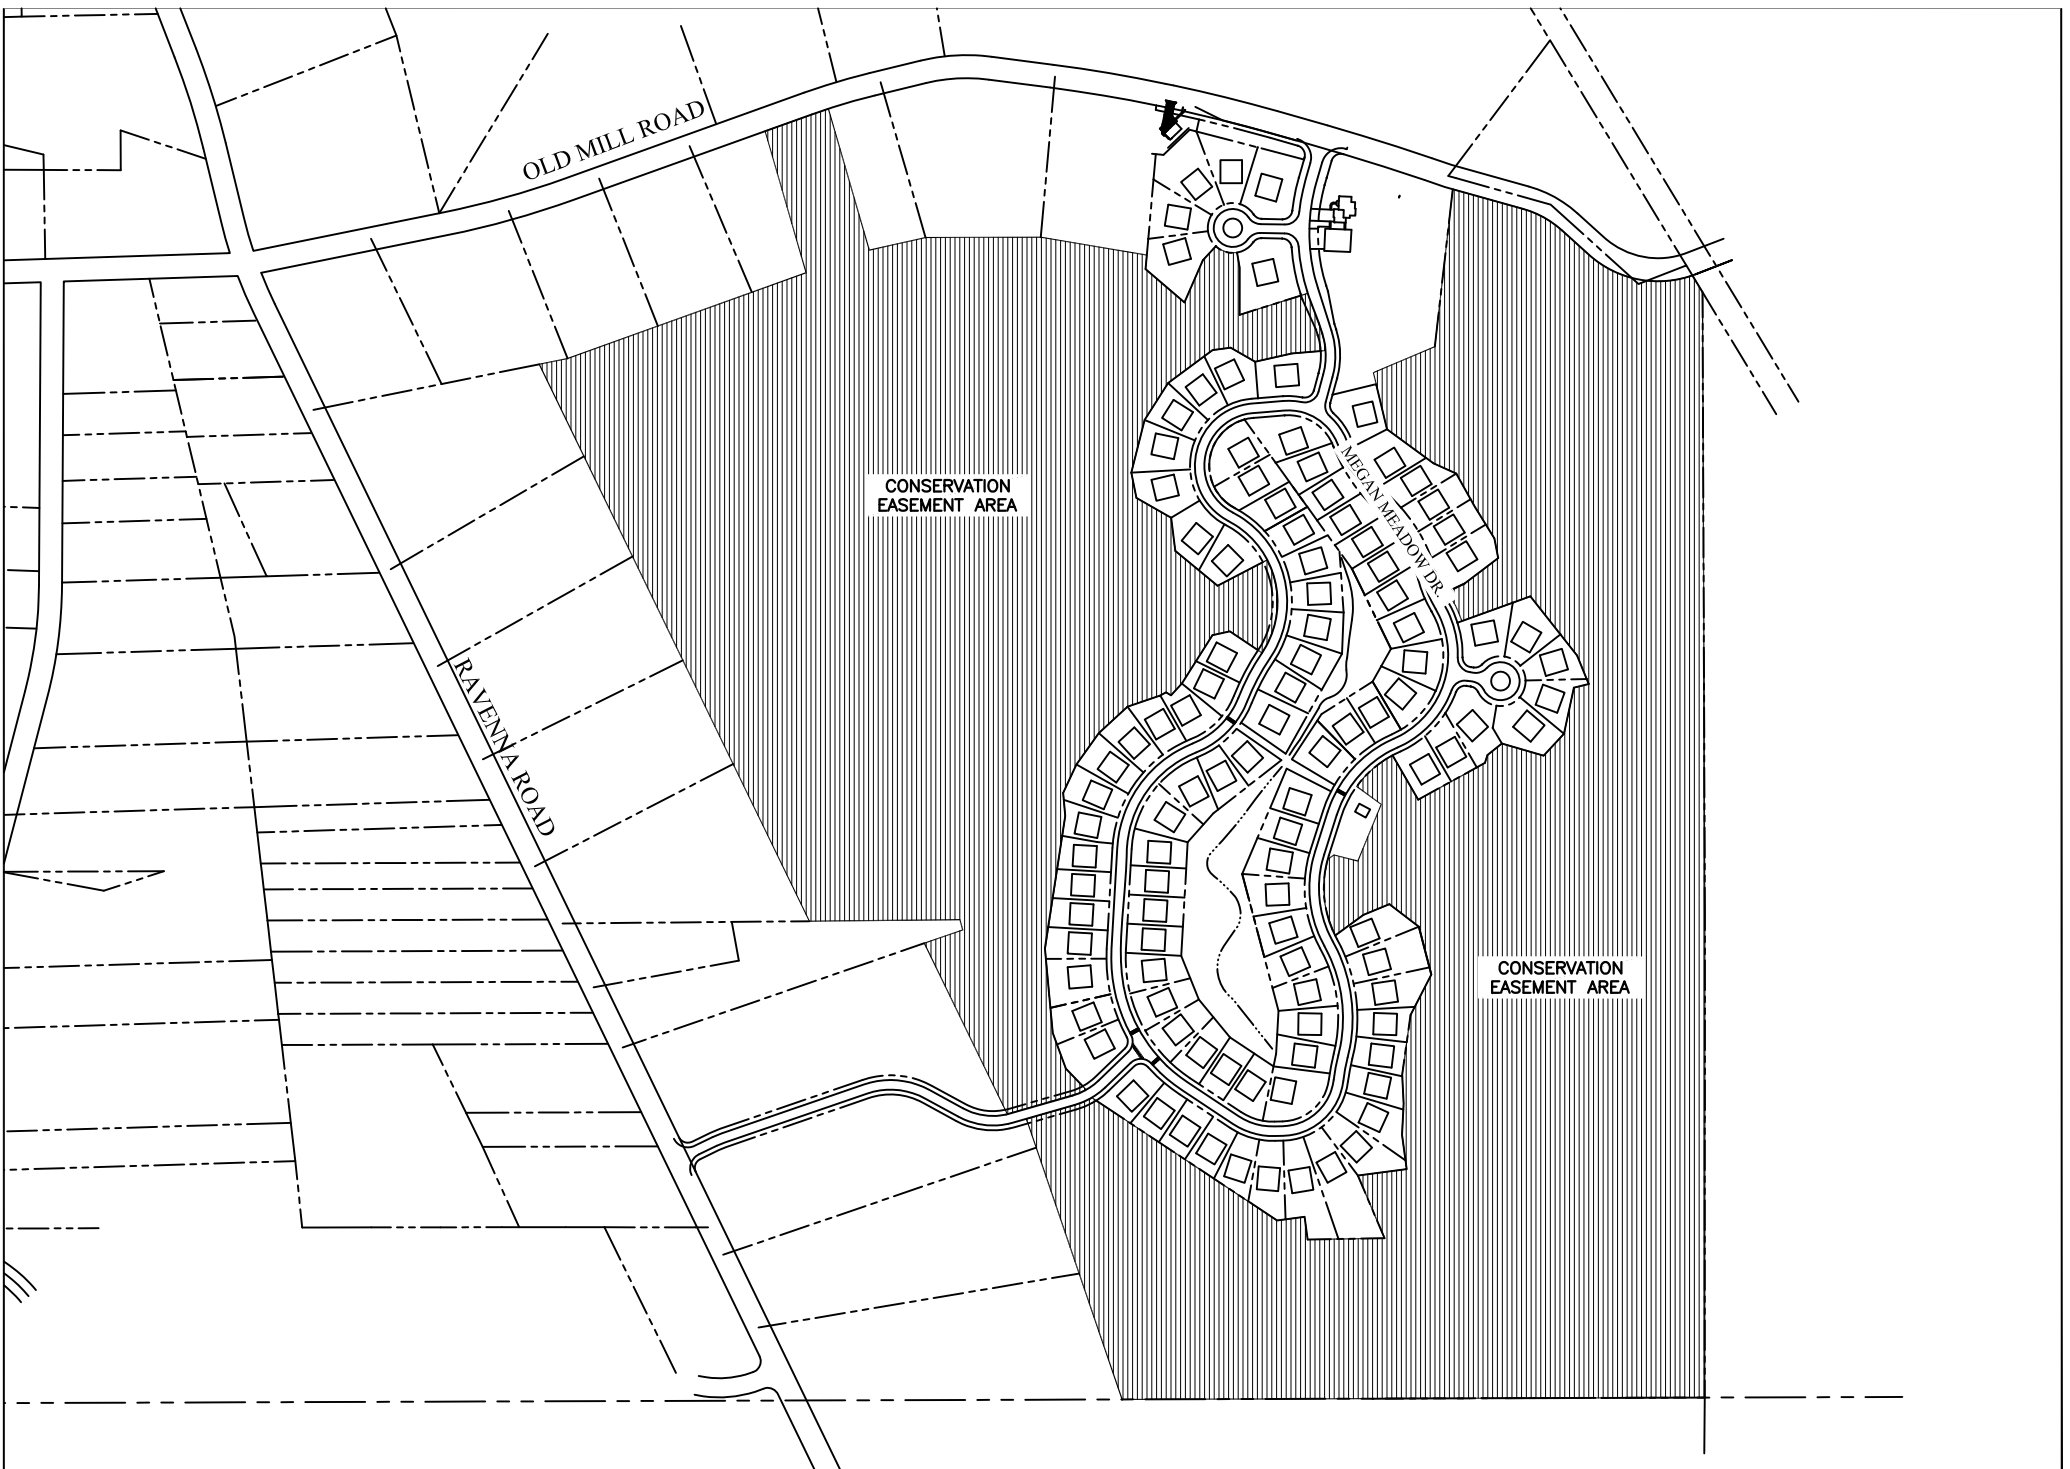 OLD MILL ROAD
CONSERVATION
EASEMENT AREA
MEGAN MEADOW DR.
RAVENNA ROAD
CONSERVATION
EASEMENT AREA